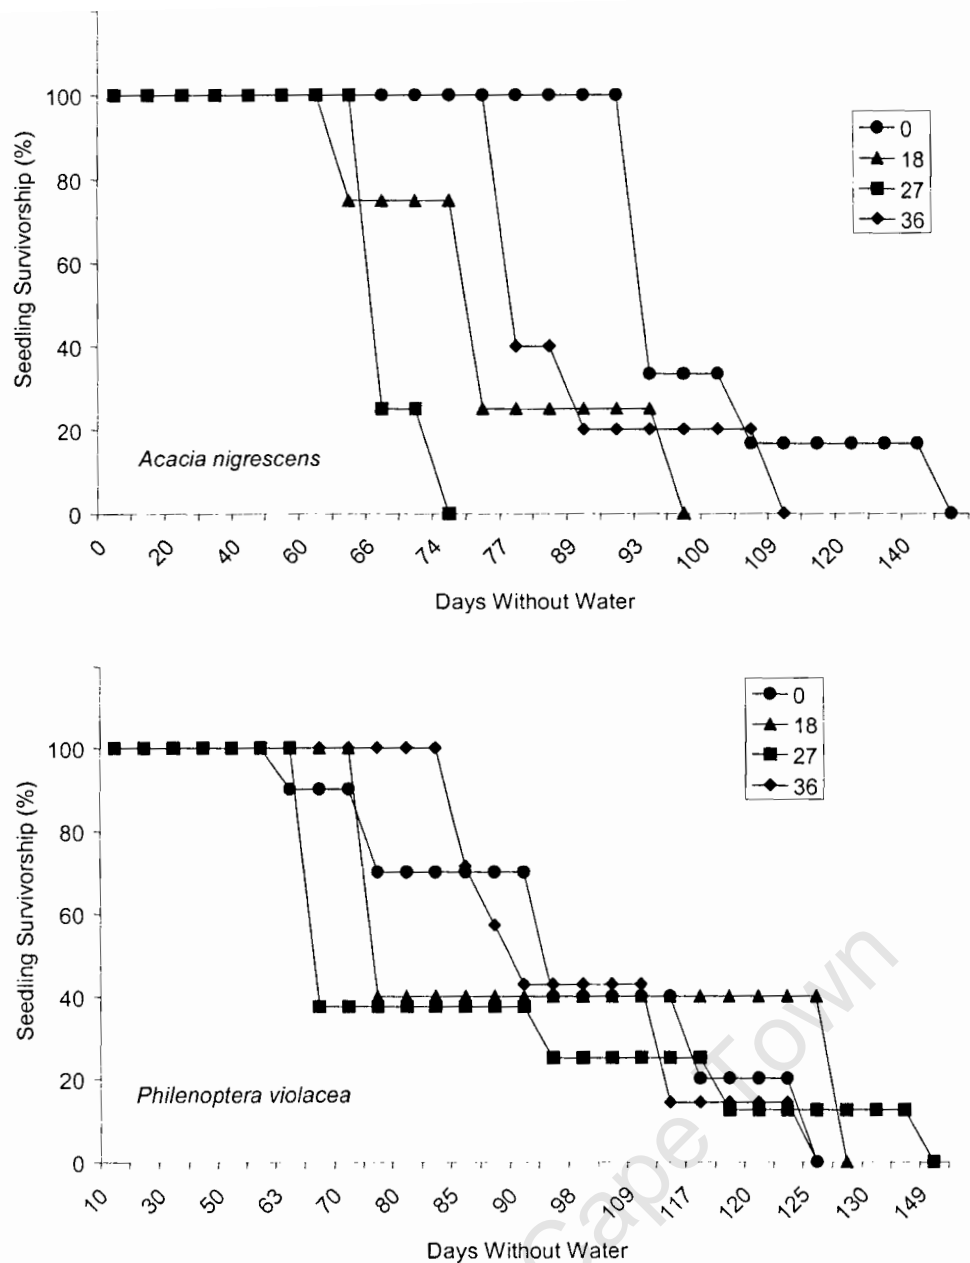 100
80
60
40
20
0
Seedling Survivorship (%)
0
18
27
36
Acacia nigrescens
0 20 40 60 66 74 77 89 93 100 109 120 140
Days Without Water
100
80
60
40
20
0
Seedling Survivorship (%)
0
18
27
36
Philenoptera violacea
10 30 50 63 70 80 85 90 98 109 117 120 125 130 149
Days Without Water
Cape Town